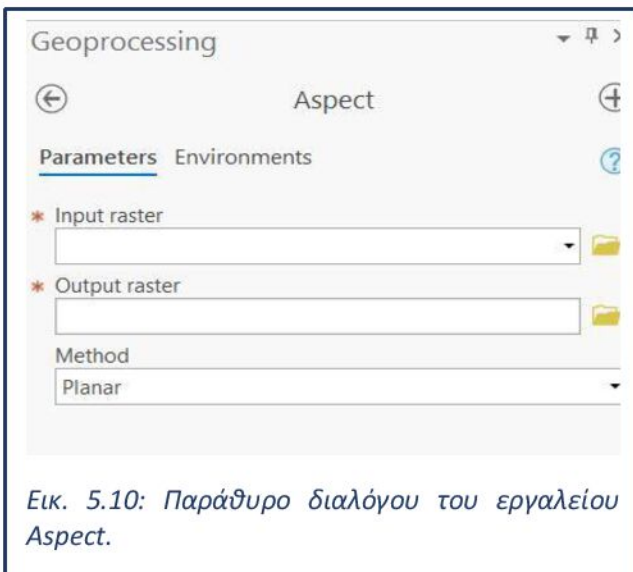 Geoprocessing
Aspect
Parameters Environments
* Input raster
* Output raster
Method
Planar
Εικ. 5.10: Παράθυρο διαλόγου του εργαλείου
Aspect.